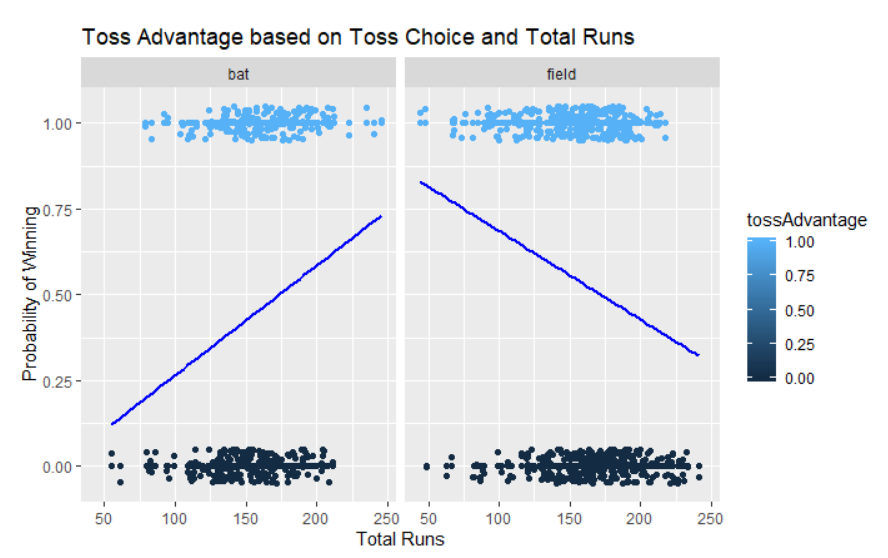 Toss Advantage based on Toss Choice and Total Runs
bat
field
Probability of Winning
1.00
0.75
0.50
0.25
0.00
50 100 150 200 250 50 100 150 200 250
Total Runs
tossAdvantage
1.00
0.75
0.50
0.25
0.00